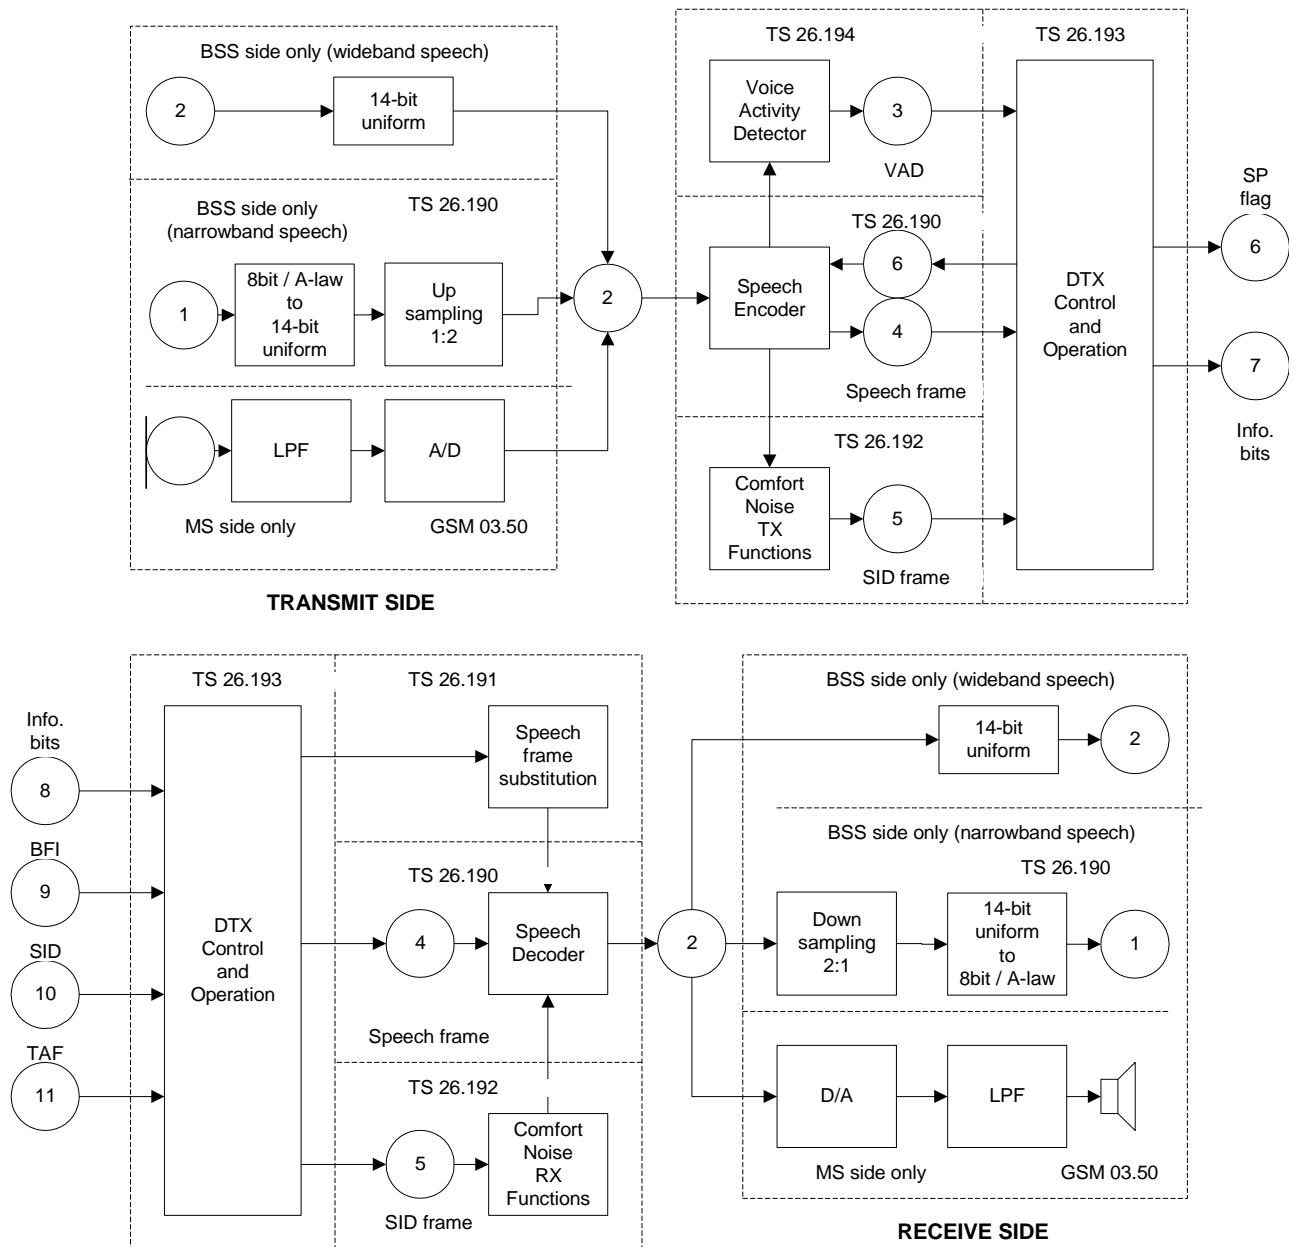 BSS side only (wideband speech)
2
14-bit
uniform
BSS side only
(narrowband speech)
TS 26.190
1
8bit / A-law
to
14-bit
uniform
Up
sampling
1:2
2
LPF
A/D
MS side only
GSM 03.50
TRANSMIT SIDE
TS 26.194
TS 26.193
Voice
Activity
Detector
3
VAD
TS 26.190
Speech
Encoder
6
4
Speech frame
TS 26.192
Comfort
Noise
TX
Functions
5
SID frame
DTX
Control
and
Operation
SP
flag
6
7
Info.
bits
TS 26.193
TS 26.191
Info.
bits
8
BFI
9
SID
10
TAF
11
DTX
Control
and
Operation
Speech
frame
substitution
TS 26.190
4
Speech
Decoder
Speech frame
TS 26.192
5
Comfort
Noise
RX
Functions
SID frame
2
BSS side only (wideband speech)
14-bit
uniform
2
BSS side only (narrowband speech)
TS 26.190
Down
sampling
2:1
14-bit
uniform
to
8bit / A-law
1
D/A
LPF
MS side only
GSM 03.50
RECEIVE SIDE